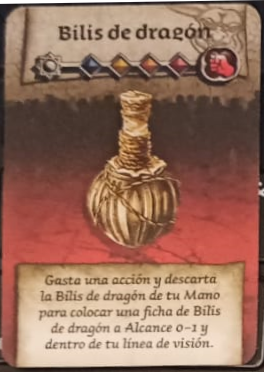 Bilis de dragón
Gasta una acción y descarta
la Bilis de dragón de tu Mano
para colocar una ficha de Bilis
de dragón a Alcance 0-1 y
dentro de tu línea de visión.